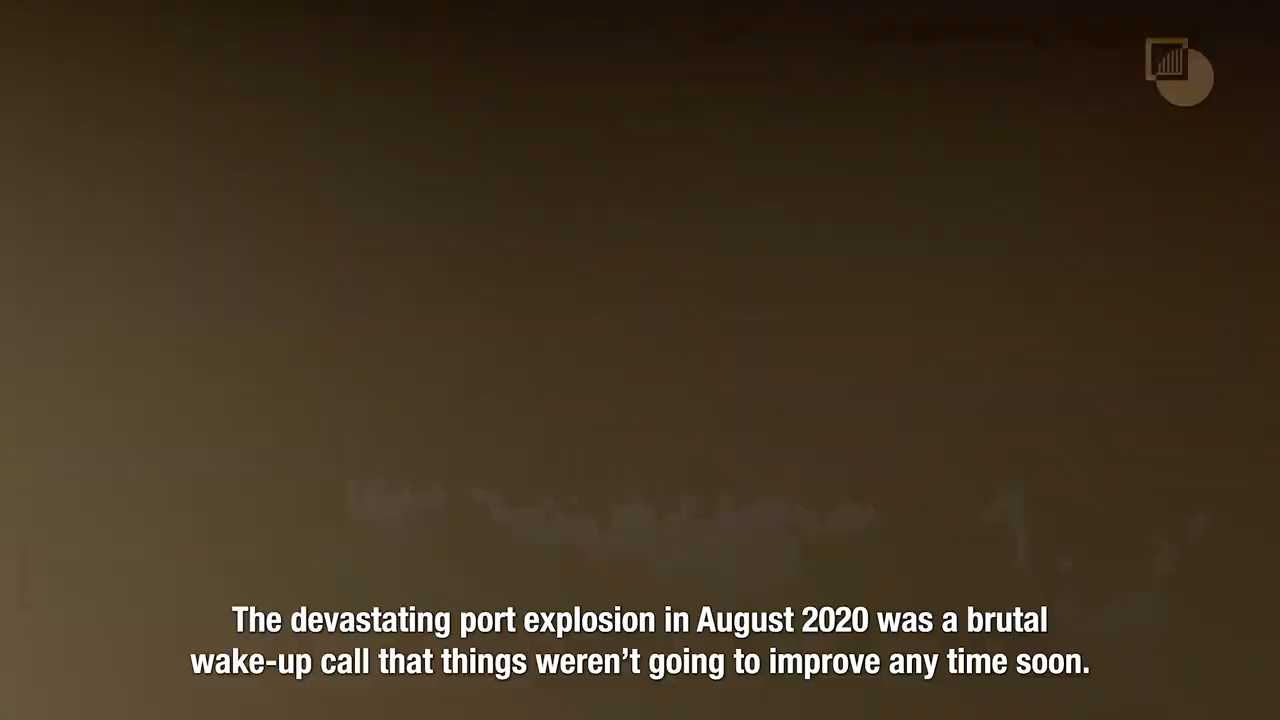 The devastating port explosion in August 2020 was a brutal
wake-up call that things weren’t going to improve any time soon.